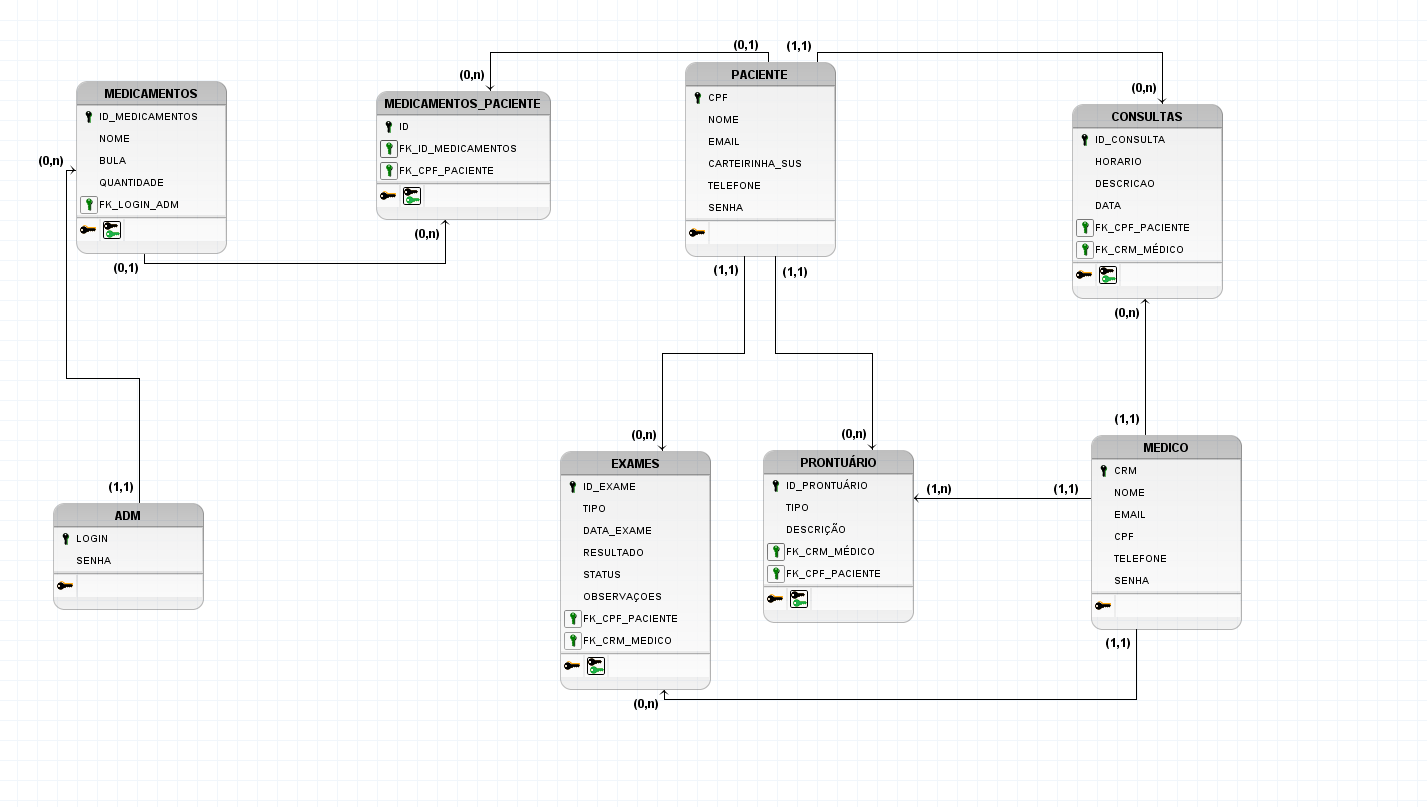 (0,1)
(1,1)
(0,n)
(0,n)
MEDICAMENTOS
ID_MEDICAMENTOS
NOME
BULA
QUANTIDADE
FK_LOGIN_ADM
(0,n)
(0,1)
MEDICAMENTOS_PACIENTE
ID
FK_ID_MEDICAMENTOS
FK_CPF_PACIENTE
(0,n)
PACIENTE
CPF
NOME
EMAIL
CARTEIRINHA_SUS
TELEFONE
SENHA
(1,1)
(1,1)
CONSULTAS
ID_CONSULTA
HORARIO
DESCRICAO
DATA
FK_CPF_PACIENTE
FK_CRM_MÉDICO
(0,n)
(1,1)
(1,1)
ADM
LOGIN
SENHA
(0,n)
EXAMES
ID_EXAME
TIPO
DATA_EXAME
RESULTADO
STATUS
OBSERVAÇOES
FK_CPF_PACIENTE
FK_CRM_MEDICO
(0,n)
(0,n)
PRONTUÁRIO
ID_PRONTUÁRIO
TIPO
DESCRIÇÃO
FK_CRM_MÉDICO
FK_CPF_PACIENTE
(1,n)
(1,1)
MEDICO
CRM
NOME
EMAIL
CPF
TELEFONE
SENHA
(1,1)